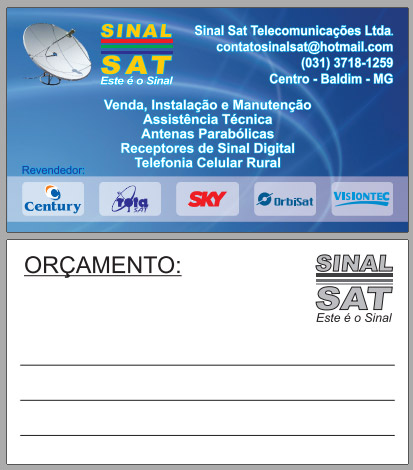 SINAL
SAT
Este é o Sinal
Sinal Sat Telecomunicações Ltda.
contatosinalsat@hotmail.com
(031) 3718-1259
Centro - Baldim - MG
Venda, Instalação e Manutenção
Assistência Técnica
Antenas Parabólicas
Receptores de Sinal Digital
Telefonia Celular Rural
Revendedor:
Century
rota
SAT
SKY
OrbiSat
VISIONTEC
ORÇAMENTO:
SINAL
SAT
Este é o Sinal